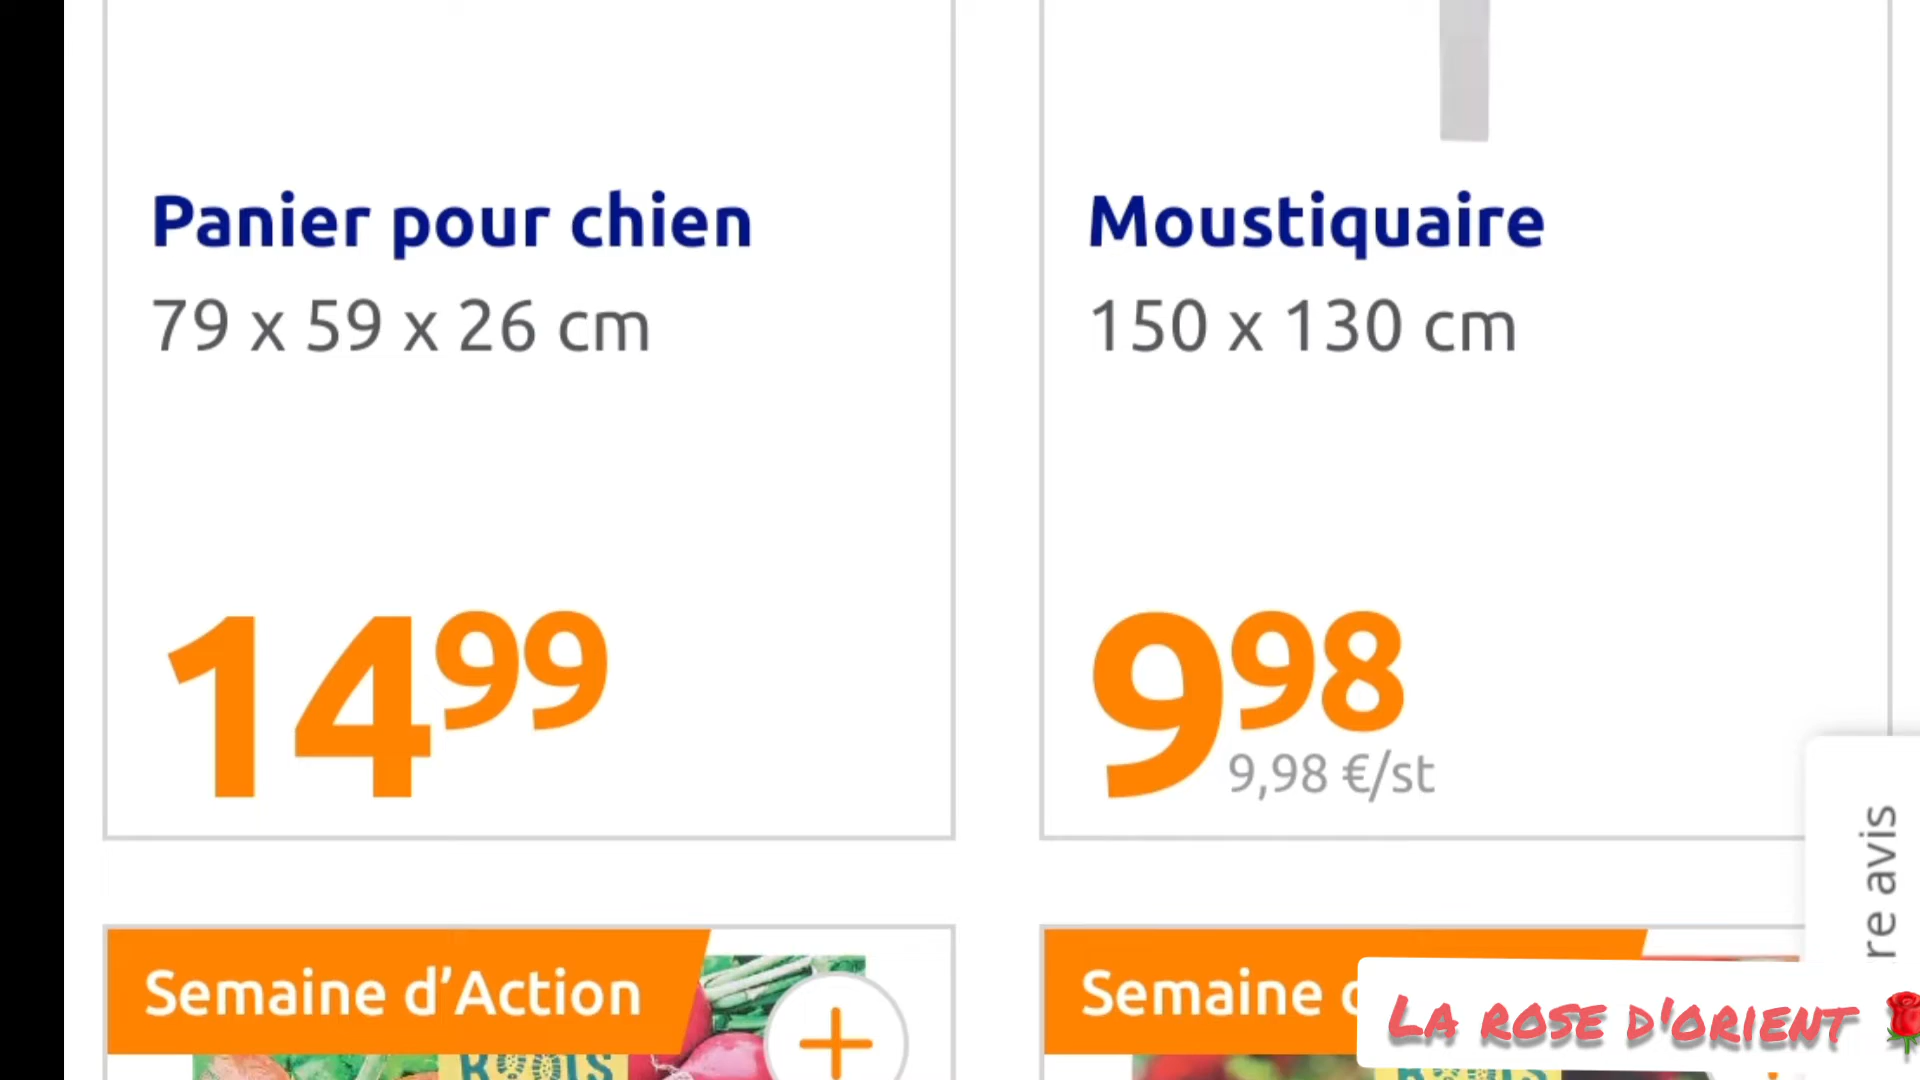 Panier pour chien
79 x 59 x 26 cm
14 99
Moustiquaire
150 x 130 cm
9 98
9,98 €/st
re avis
Semaine d’Action
Semaine
LA ROSE D'ORIENT